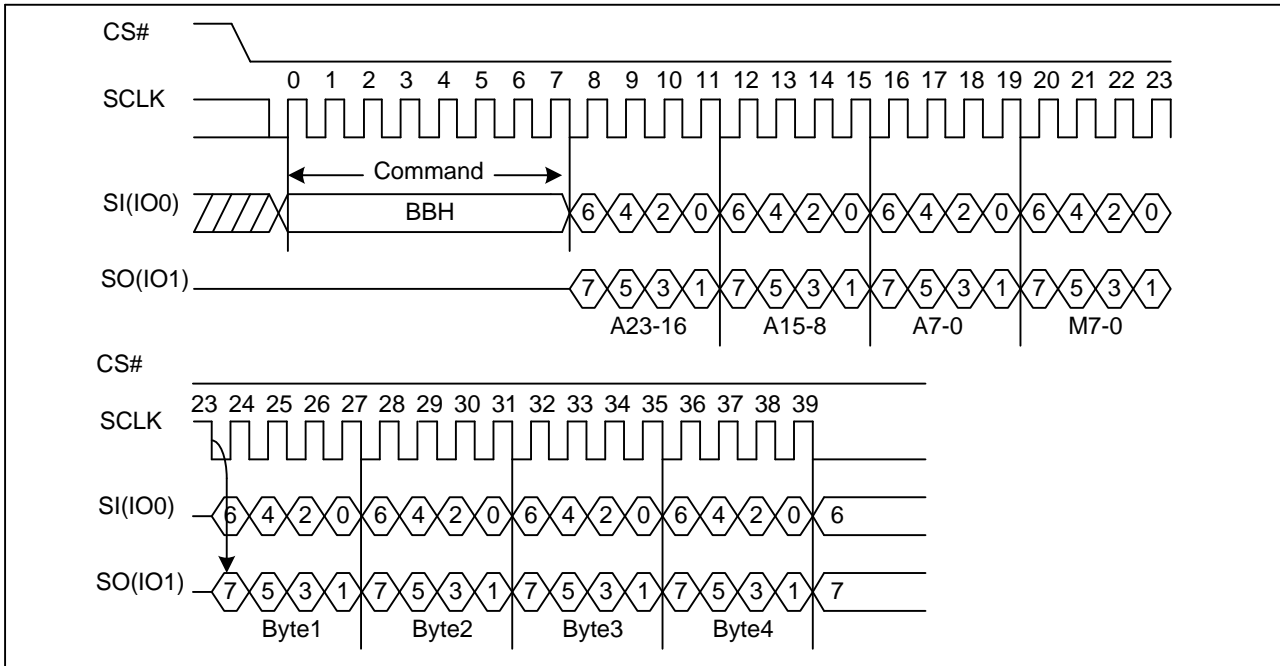 CS#
0 1 2 3 4 5 6 7 8 9 10 11 12 13 14 15 16 17 18 19 20 21 22 23
SCLK
Command
SI(IO0) BBH 6 4 2 0 6 4 2 0 6 4 2 0 6 4 2 0
SO(IO1) 7 5 3 1 7 5 3 1 7 5 3 1 7 5 3 1
A23-16 A15-8 A7-0 M7-0
CS#
23 24 25 26 27 28 29 30 31 32 33 34 35 36 37 38 39
SCLK
SI(IO0) 6 4 2 0 6 4 2 0 6 4 2 0 6 4 2 0 6
SO(IO1) 7 5 3 1 7 5 3 1 7 5 3 1 7 5 3 1 7
Byte1 Byte2 Byte3 Byte4